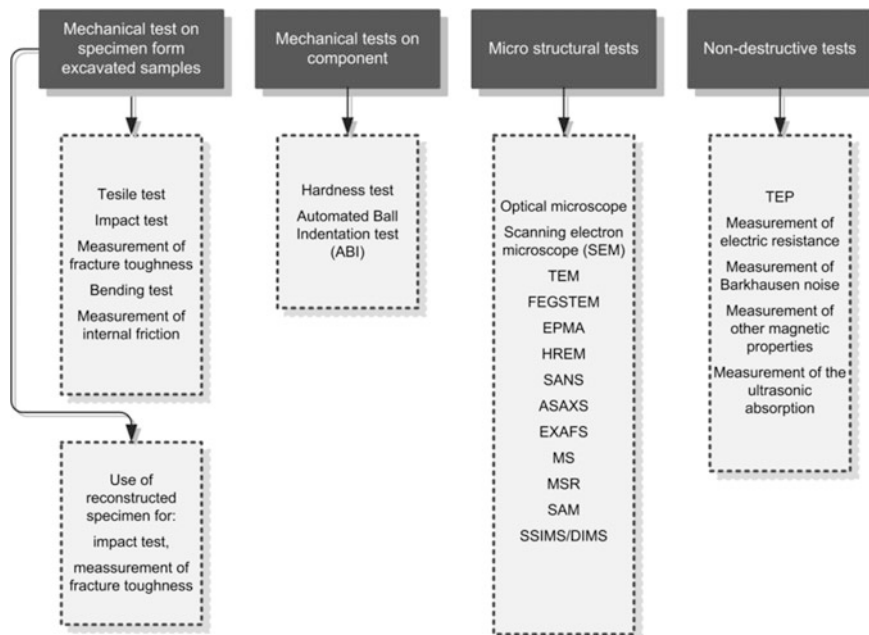 Mechanical test on
specimen form
excavated samples
Tesile test
Impact test
Measurement of
fracture toughness
Bending test
Measurement of
internal friction
Use of
reconstructed
specimen for:
impact test,
meassurement of
fracture toughness
Mechanical tests on
component
Hardness test
Automated Ball
Indentation test
(ABI)
Micro structural tests
Optical microscope
Scanning electron
microscope (SEM)
TEM
FEGSTEM
EPMA
HREM
SANS
ASAXS
EXAFS
MS
MSR
SAM
SSIMS/DIMS
Non-destructive tests
TEP
Measurement of
electric resistance
Measurement of
Barkhausen noise
Measurement of
other magnetic
properties
Measurement of the
ultrasonic
absorption